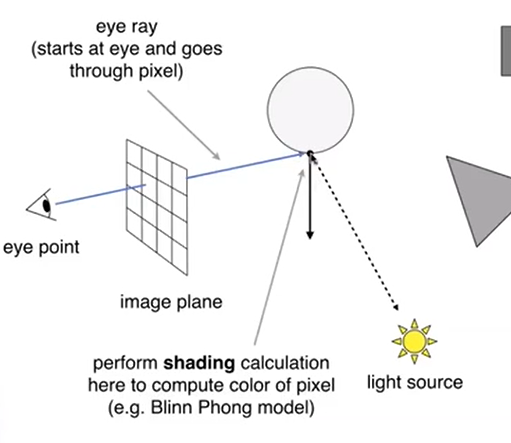 eye ray
(starts at eye and goes
through pixel)
eye point
image plane
perform shading calculation
here to compute color of pixel
(e.g. Blinn Phong model)
light source